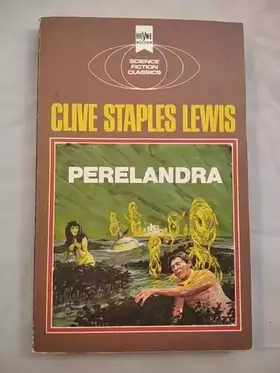 HEYNE
BÜCHER
SCIENCE
FICTION
CLASSICS
CLIVE STAPLES LEWIS
PERELANDRA